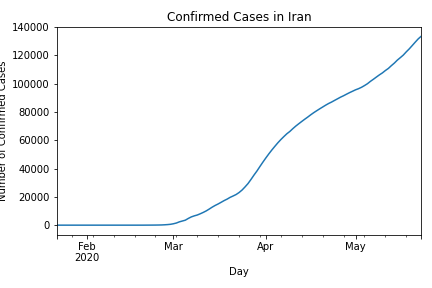 Confirmed Cases in Iran
140000
120000
100000
80000
60000
40000
20000
0
Number of Confirmed Cases
Feb
2020
Mar
Apr
May
Day